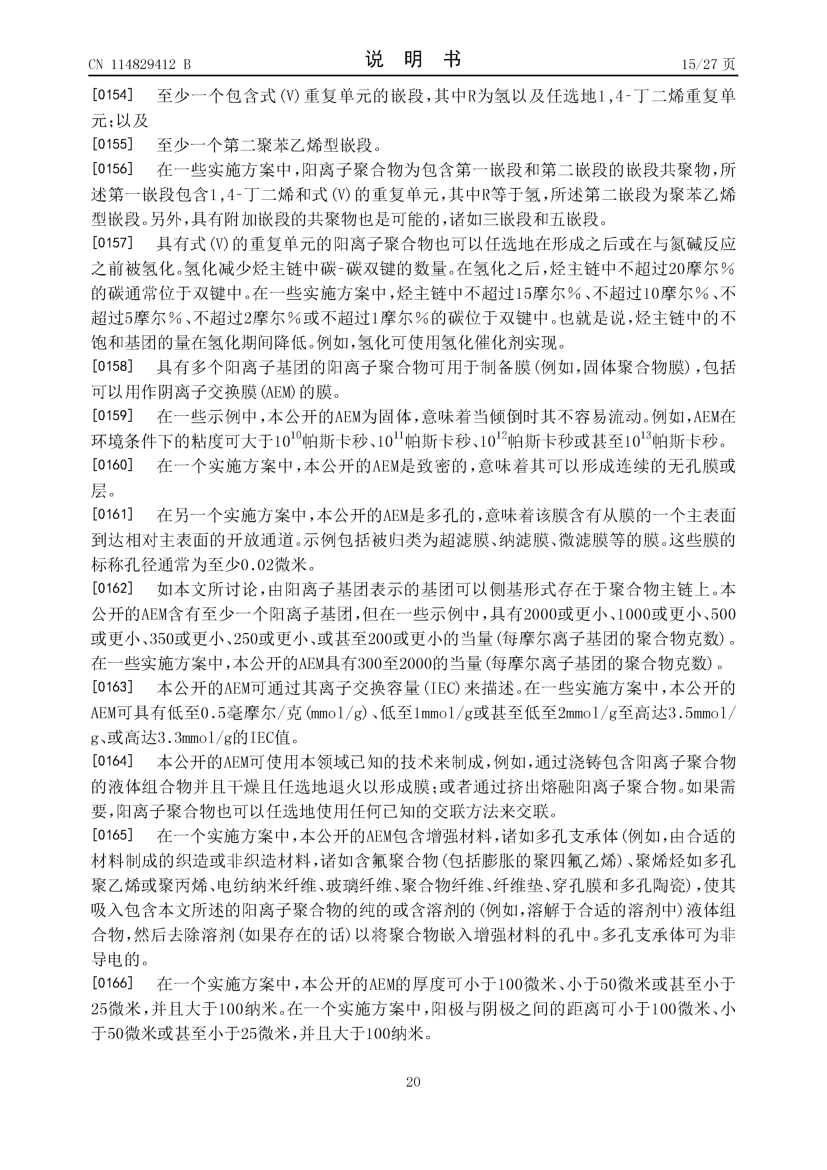 CN 114829412 B
说 明 书
15/27 页
[0154] 至少一个包含式(V)重复单元的嵌段,其中R为氢以及任选地1,4-丁二烯重复单
元;以及
[0155] 至少一个第二聚苯乙烯型嵌段。
[0156] 在一些实施方案中,阳离子聚合物为包含第一嵌段和第二嵌段的嵌段共聚物,所
述第一嵌段包含1,4-丁二烯和式(V)的重复单元,其中R等于氢,所述第二嵌段为聚苯乙烯
型嵌段。另外,具有附加嵌段的共聚物也是可能的,诸如三嵌段和五嵌段。
[0157] 具有式(V)的重复单元的阳离子聚合物也可以任选地在形成之后或在与氮碱反应
之前被氢化。氢化减少烃主链中碳-碳双键的数量。在氢化之后,烃主链中不超过20摩尔%
的碳通常位于双键中。在一些实施方案中,烃主链中不超过15摩尔%、不超过10摩尔%、不
超过5摩尔%、不超过2摩尔%或不超过1摩尔%的碳位于双键中。也就是说,烃主链中的不
饱和基团的量在氢化期间降低。例如,氢化可使用氢化催化剂实现。
[0158] 具有多个阳离子基团的阳离子聚合物可用于制备膜(例如,固体聚合物膜),包括
可以用作阴离子交换膜(AEM)的膜。
[0159] 在一些示例中,本公开的AEM为固体,意味着当倾倒时其不容易流动。例如,AEM在
环境条件下的粘度可大于10¹⁰帕斯卡秒、10¹¹帕斯卡秒、10¹²帕斯卡秒或甚至10¹³帕斯卡秒。
[0160] 在一个实施方案中,本公开的AEM是致密的,意味着其可以形成连续的无孔膜或
层。
[0161] 在另一个实施方案中,本公开的AEM是多孔的,意味着该膜含有从膜的一个主表面
到达相对主表面的开放通道。示例包括被归类为超滤膜、纳滤膜、微滤膜等的膜。这些膜的
标称孔径通常为至少0.02微米。
[0162] 如本文所讨论,由阳离子基团表示的基团可以侧基形式存在于聚合物主链上。本
公开的AEM含有至少一个阳离子基团,但在一些示例中,具有2000或更小、1000或更小、500
或更小、350或更小、250或更小、或甚至200或更小的当量(每摩尔离子基团的聚合物克数)。
在一些实施方案中,本公开的AEM具有300至2000的当量(每摩尔离子基团的聚合物克数)。
[0163] 本公开的AEM可通过其离子交换容量(IEC)来描述。在一些实施方案中,本公开的
AEM可具有低至0.5毫摩尔/克(mmol/g)、低至1mmol/g或甚至低至2mmol/g至高达3.5mmol/
g、或高达3.3mmol/g的IEC值。
[0164] 本公开的AEM可使用本领域已知的技术来制成,例如,通过浇铸包含阳离子聚合物
的液体组合物并且干燥且任选地退火以形成膜;或者通过挤出熔融阳离子聚合物。如果需
要,阳离子聚合物也可以任选地使用任何已知的交联方法来交联。
[0165] 在一个实施方案中,本公开的AEM包含增强材料,诸如多孔支承体(例如,由合适的
材料制成的织造或非织造材料,诸如含氟聚合物(包括膨胀的聚四氟乙烯)、聚烯烃如多孔
聚乙烯或聚丙烯、电纺纳米纤维、玻璃纤维、聚合物纤维、纤维垫、穿孔膜和多孔陶瓷),使其
吸入包含本文所述的阳离子聚合物的纯的或含溶剂的(例如,溶解于合适的溶剂中)液体组
合物,然后去除溶剂(如果存在的话)以将聚合物嵌入增强材料的孔中。多孔支承体可为非
导电的。
[0166] 在一个实施方案中,本公开的AEM的厚度可小于100微米、小于50微米或甚至小于
25微米,并且大于100纳米。在一个实施方案中,阳极与阴极之间的距离可小于100微米、小
于50微米或甚至小于25微米,并且大于100纳米。
20